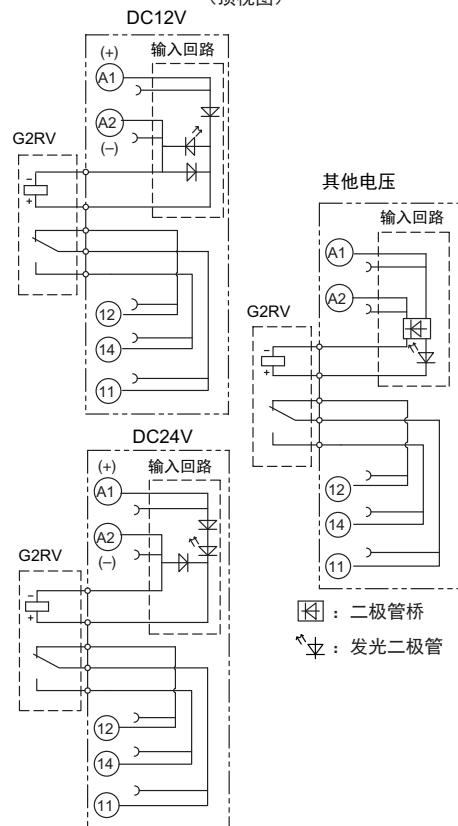 （顶视图）
DC12V
(+)
输入回路
A1
A2
(–)
G2RV
–
+
12
14
11
其他电压
输入回路
A1
A2
G2RV
–
+
12
14
11
DC24V
(+)
输入回路
A1
A2
(–)
G2RV
–
+
12
14
11
：二极管桥
：发光二极管